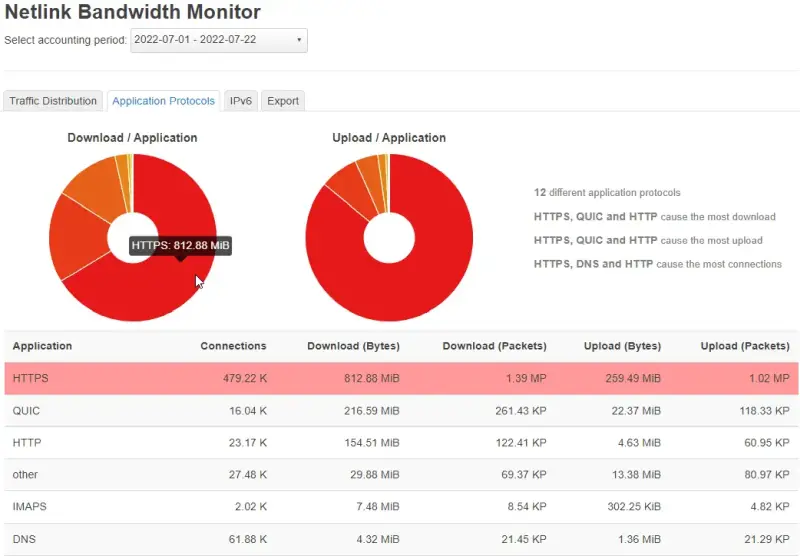 Netlink Bandwidth Monitor
Select accounting period: 2022-07-01 - 2022-07-22
Traffic Distribution Application Protocols IPv6 Export
Download / Application Upload / Application
HTTPS: 812.88 MiB
12 different application protocols
HTTPS, QUIC and HTTP cause the most download
HTTPS, QUIC and HTTP cause the most upload
HTTPS, DNS and HTTP cause the most connections
Application Connections Download (Bytes) Download (Packets) Upload (Bytes) Upload (Packets)
HTTPS 479.22 K 812.88 MiB 1.39 MP 259.49 MiB 1.02 MP
QUIC 16.04 K 216.59 MiB 261.43 KP 22.37 MiB 118.33 KP
HTTP 23.17 K 154.51 MiB 122.41 KP 4.63 MiB 60.95 KP
other 27.48 K 29.88 MiB 69.37 KP 13.38 MiB 80.97 KP
IMAPS 2.02 K 7.48 MiB 8.54 KP 302.25 KiB 4.82 KP
DNS 61.88 K 4.32 MiB 21.45 KP 1.36 MiB 21.29 KP